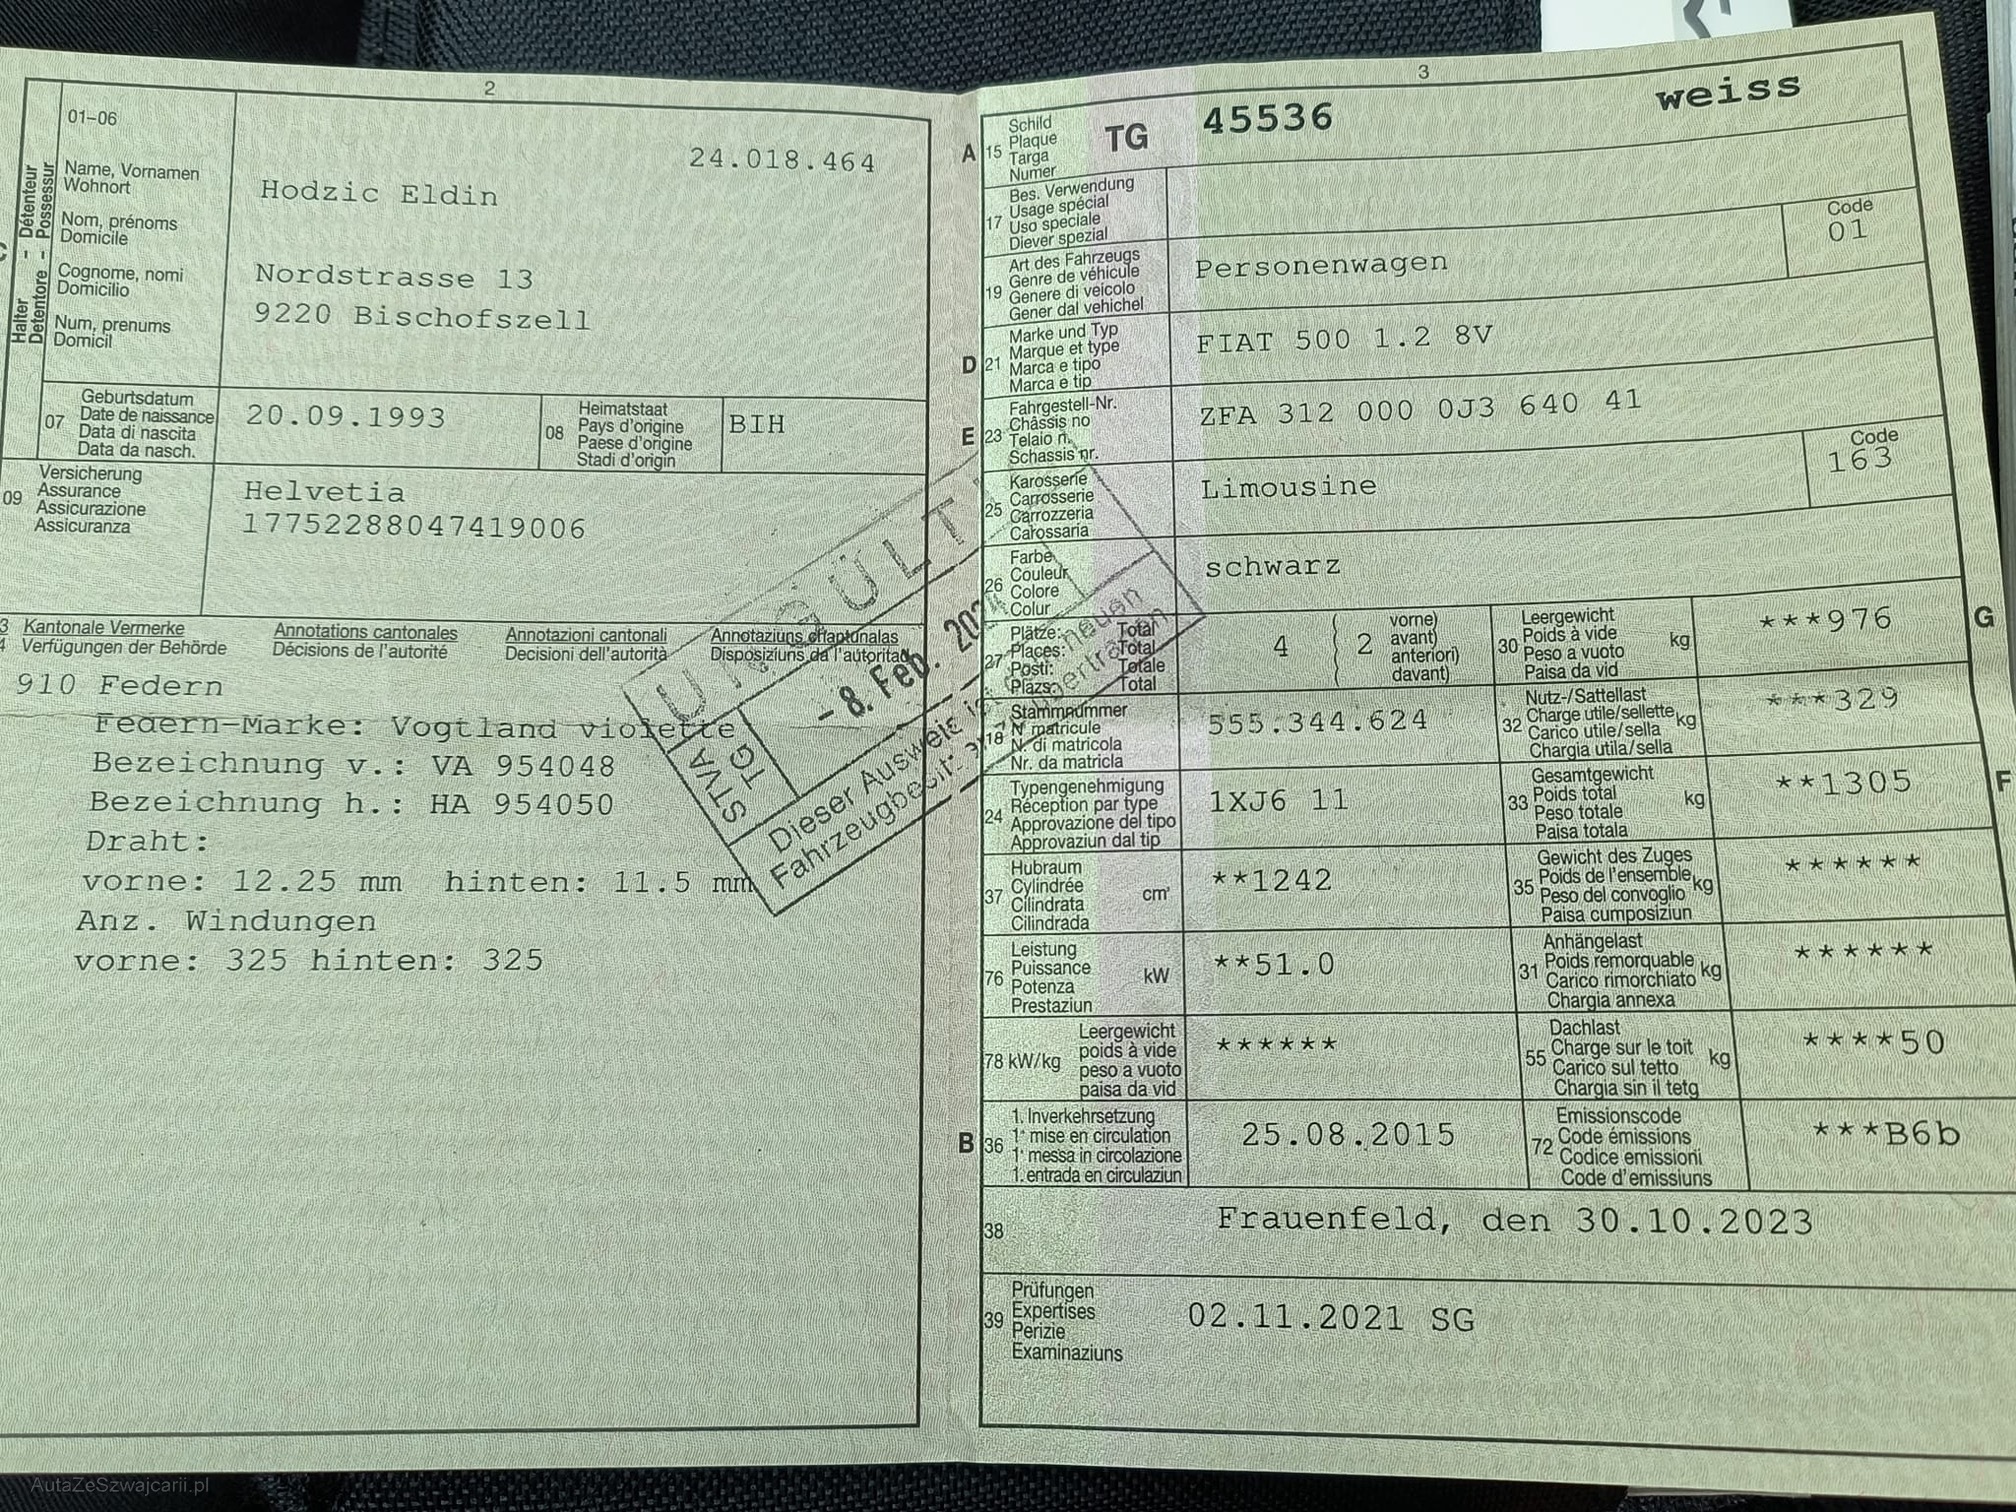 2
01–06
24.018.464
Halter - Détenteur
Detentore - Possessur
Name, Vornamen
Wohnort
Nom, prénoms
Domicile
Cognome, nomi
Domicilio
Num, prenums
Domicil
Hodzic Eldin
Nordstrasse 13
9220 Bischofszell
07
Geburtsdatum
Date de naissance
Data di nascita
Data da nasch.
20.09.1993
08
Heimatstaat
Pays d'origine
Paese d'origine
Stadi d'origin
BIH
09
Versicherung
Assurance
Assicurazione
Assicuranza
Helvetia
17752288047419006
Kantonale Vermerke
Verfügungen der Behörde
Annotations cantonales
Décisions de l'autorité
Annotazioni cantonali
Decisioni dell'autorità
Annotaziuns chantunalas
Disposiziuns da l'autoritad
910 Federn
Federn-Marke: Vogtland violette
Bezeichnung v.: VA 954048
Bezeichnung h.: HA 954050
Draht:
vorne: 12.25 mm hinten: 11.5 mm
Anz. Windungen
vorne: 325 hinten: 325
UNGÜLTI
STVA
TG
- 8. Feb.
Dieser Ausweis
neuen
3
A
15
Schild
Plaque
Targa
Numer
TG
45536
weiss
17
Bes. Verwendung
Usage spécial
Uso speciale
Diever spezial
19
Art des Fahrzeugs
Genre de véhicule
Genere di veicolo
Gener dal vehichel
Personenwagen
Code
01
D
21
Marke und Typ
Marque et type
Marca e tipo
Marca e tip
FIAT 500 1.2 8V
E
23
Fahrgestell-Nr.
Châssis no
Telaio n.
Schassis nr.
ZFA 312 000 0J3 640 41
25
Karosserie
Carrosserie
Carrozzeria
Carossaria
Limousine
Code
163
26
Farbe
Couleur
Colore
Colur
schwarz
27
Plätze: Total
Places: Total
Posti: Totale
Plazs: Total
4
2
vorne)
avant)
anteriori)
davant)
30
Leergewicht
Poids à vide
Peso a vuoto
Paisa da vid
kg
***976
G
18
Stammnummer
N° matricule
N. di matricola
Nr. da matricla
555.344.624
32
Nutz-/Sattellast
Charge utile/sellette
Carico utile/sella
Chargia utila/sella
kg
***329
24
Typengenehmigung
Réception par type
Approvazione del tipo
Approvaziun dal tip
1XJ6 11
33
Gesamtgewicht
Poids total
Peso totale
Paisa totala
kg
**1305
F
37
Hubraum
Cylindrée
Cilindrata
Cilindrada
cm³
**1242
35
Gewicht des Zuges
Poids de l'ensemble
Peso del convoglio
Paisa cumposiziun
kg
******
76
Leistung
Puissance
Potenza
Prestaziun
kW
**51.0
31
Anhängelast
Poids remorquable
Carico rimorchiato
Chargia annexa
kg
******
78 kW/kg
Leergewicht
poids à vide
peso a vuoto
paisa da vid
******
55
Dachlast
Charge sur le toit
Carico sul tetto
Chargia sin il tetg
kg
****50
B
36
1. Inverkehrsetzung
1ᵉ mise en circulation
1ᵃ messa in circolazione
1. entrada en circulaziun
25.08.2015
72
Emissionscode
Code émissions
Codice emissioni
Code d'emissiuns
***B6b
38
Frauenfeld, den 30.10.2023
39
Prüfungen
Expertises
Perizie
Examinaziuns
02.11.2021 SG
AutaZeSzwajcarii.pl